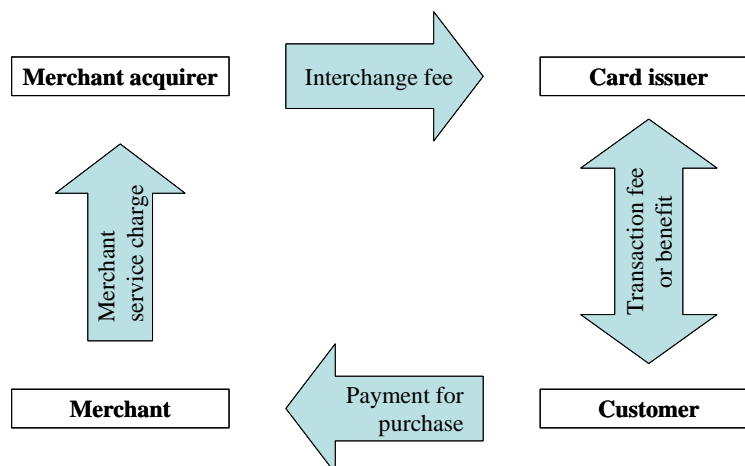 Merchant acquirer
Interchange fee
Card issuer
Merchant
service charge
Transaction fee
or benefit
Merchant
Payment for
purchase
Customer